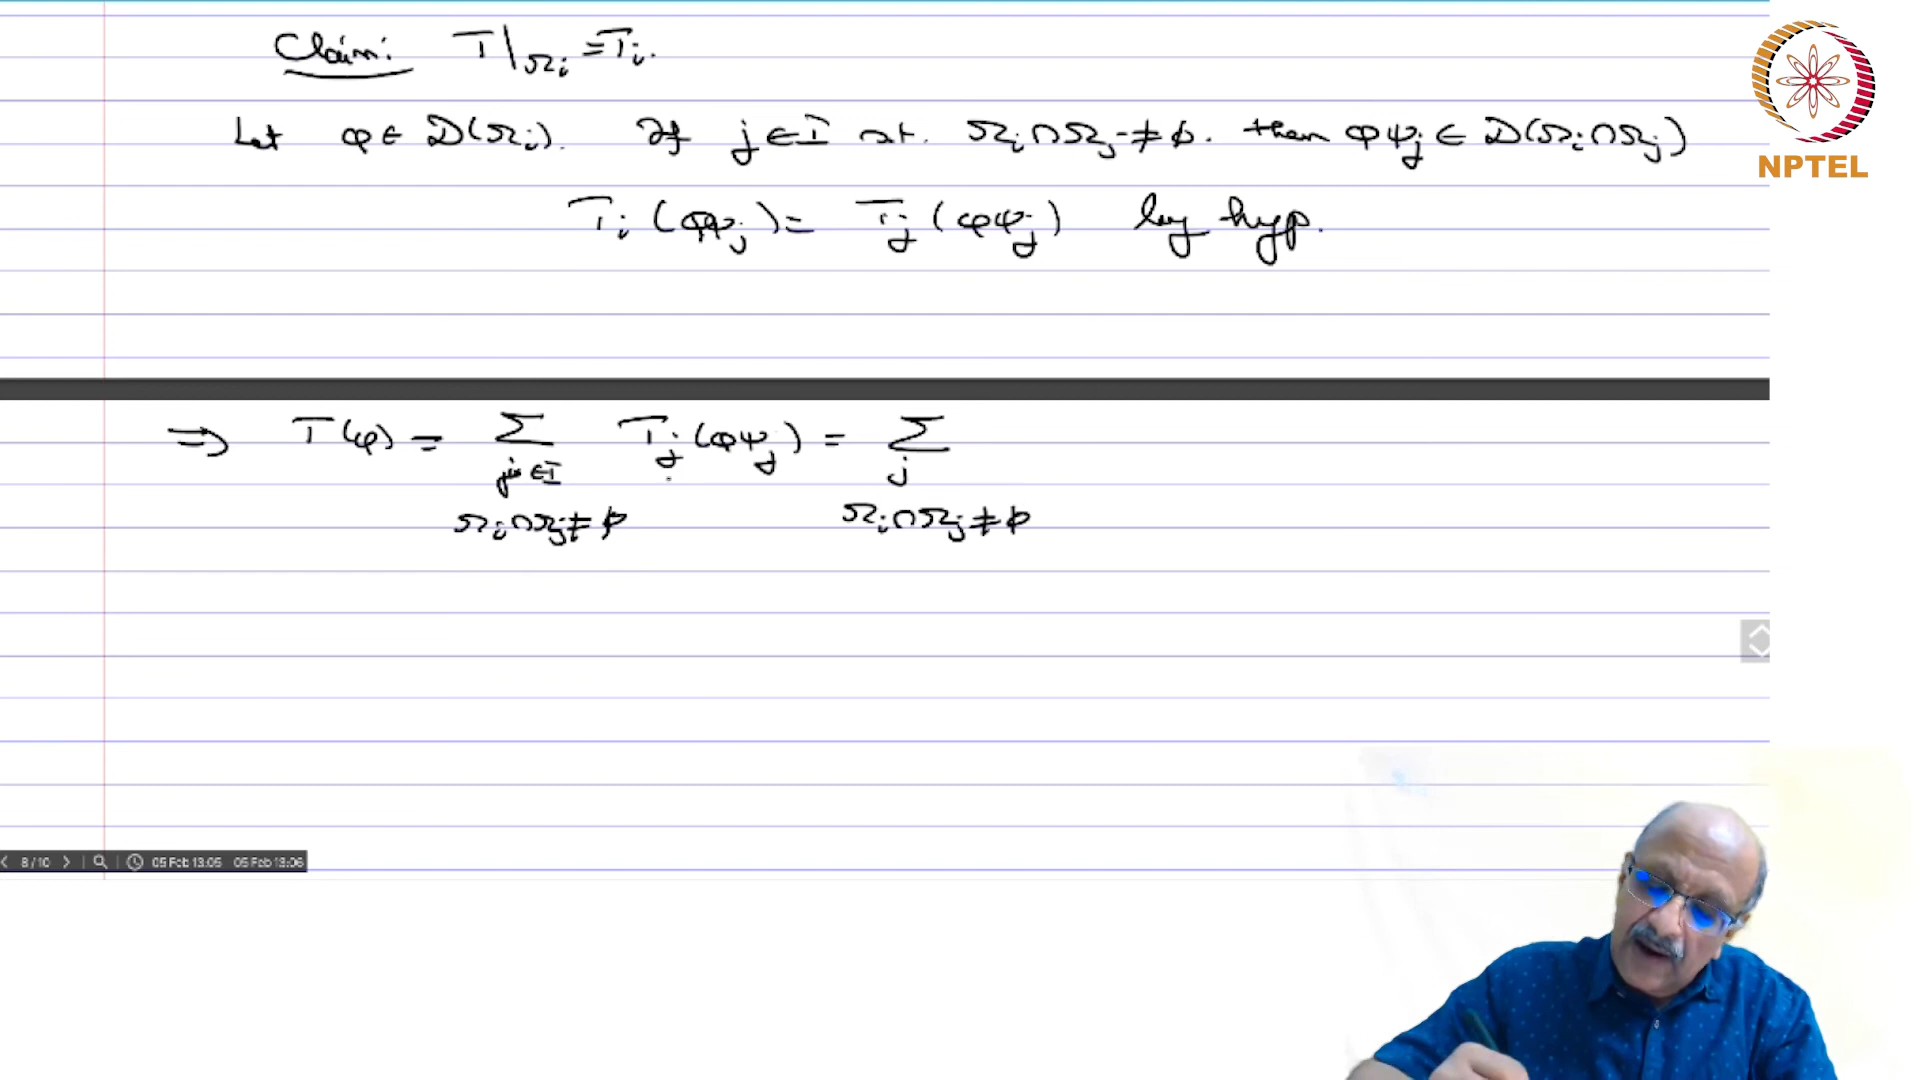 Claim: T|Ωi = Ti.
Let φ ∈ D(Ωi). If j ∈ I s.t. Ωi ∩ Ωj ≠ ϕ. then φψj ∈ D(Ωi ∩ Ωj)
NPTEL
Ti (φψj) = Tj (φψj) by hyp.
⇒ T(φ) = Σ Tj (φψj) = Σ
j ∈ I j
Ωi ∩ Ωj ≠ ϕ Ωi ∩ Ωj ≠ ϕ
8/10 05 Feb 13:05 05 Feb 13:06